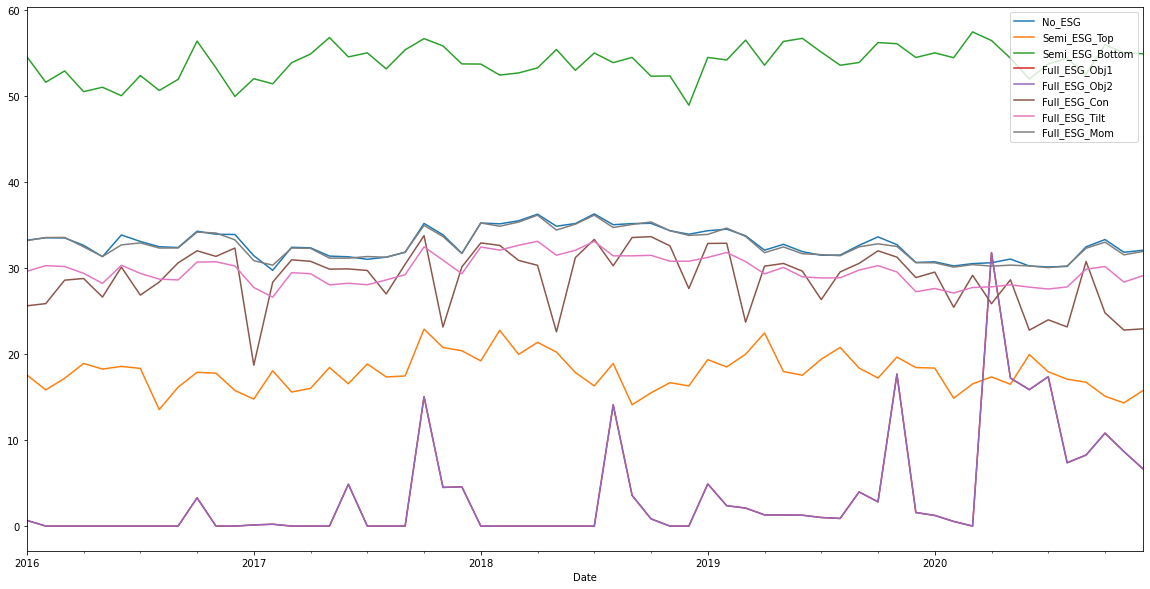 60
50
40
30
20
10
0
No_ESG
Semi_ESG_Top
Semi_ESG_Bottom
Full_ESG_Obj1
Full_ESG_Obj2
Full_ESG_Con
Full_ESG_Tilt
Full_ESG_Mom
2016 2017 2018 2019 2020
Date